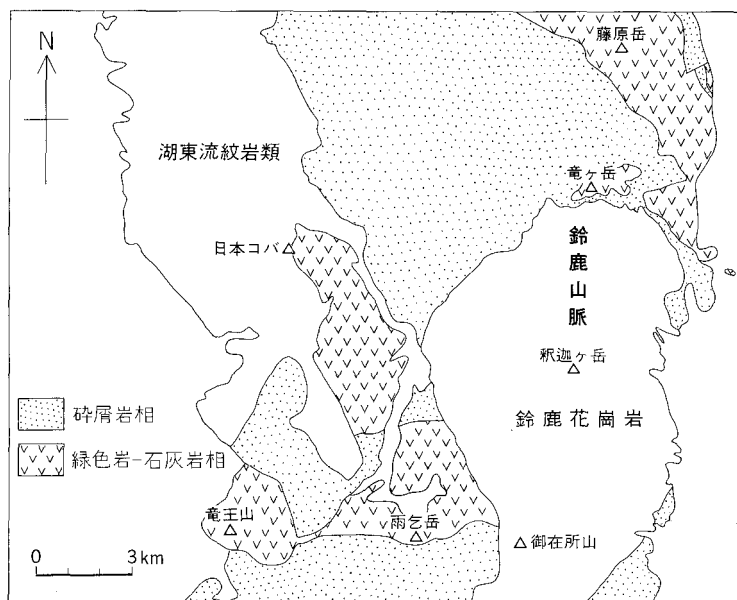 N
藤原岳
湖東流紋岩類
竜ヶ岳
日本コバ
鈴鹿山脈
釈迦ヶ岳
鈴鹿花崗岩
砕屑岩相
緑色岩-石灰岩相
竜王山
雨乞岳
御在所山
0 3km